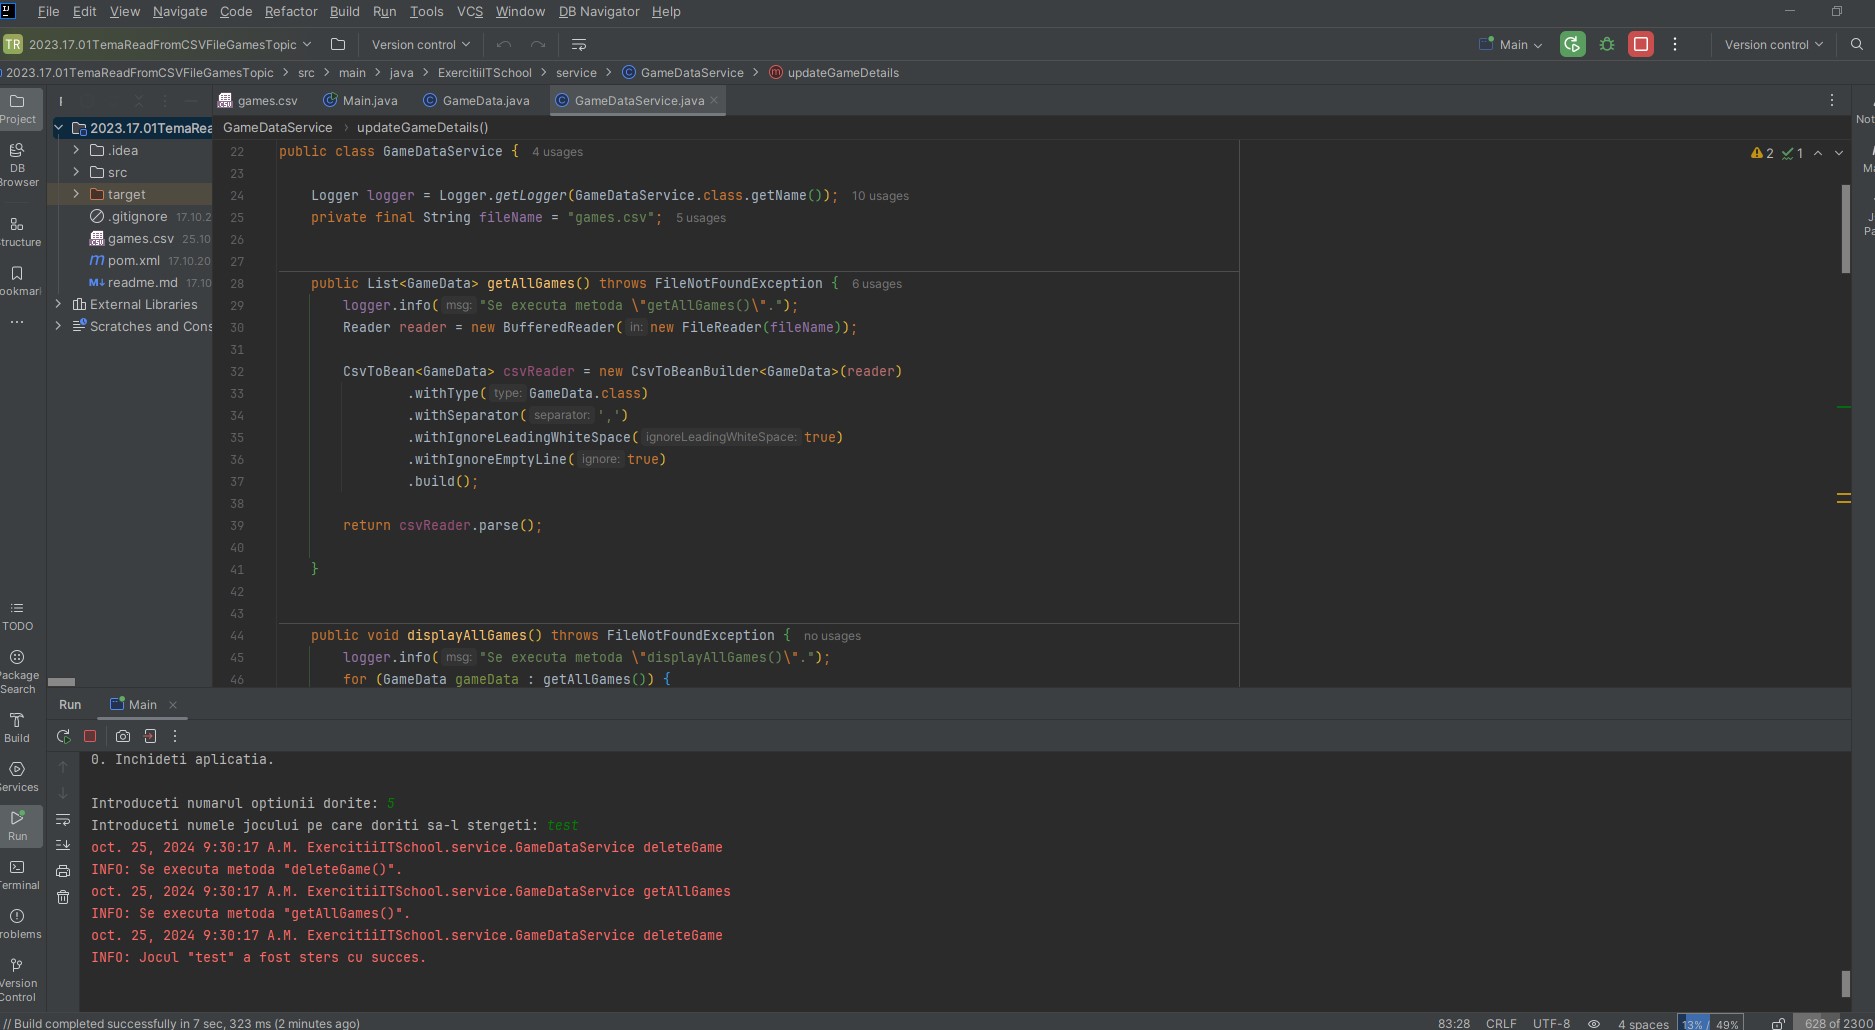 File Edit View Navigate Code Refactor Build Run Tools VCS Window DB Navigator Help
TR 2023.17.01TemaReadFromCSVFileGamesTopic Version control Main Version control
2023.17.01TemaReadFromCSVFileGamesTopic src main java ExercitiiITSchool service GameDataService updateGameDetails
games.csv Main.java GameData.java GameDataService.java
GameDataService updateGameDetails()
Project
DB
Browser
2023.17.01TemaRea
.idea
src
target
.gitignore 17.10.2
games.csv 25.10
pom.xml 17.10.20
readme.md 17.10
External Libraries
Scratches and Cons
2 1
22 public class GameDataService { 4 usages
23
24 Logger logger = Logger.getLogger(GameDataService.class.getName()); 10 usages
25 private final String fileName = "games.csv"; 5 usages
26
27
28 public List<GameData> getAllGames() throws FileNotFoundException { 6 usages
29 logger.info( msg: "Se executa metoda \"getAllGames()\".");
30 Reader reader = new BufferedReader( in: new FileReader(fileName));
31
32 CsvToBean<GameData> csvReader = new CsvToBeanBuilder<GameData>(reader)
33 .withType( type: GameData.class)
34 .withSeparator( separator: ',')
35 .withIgnoreLeadingWhiteSpace( ignoreLeadingWhiteSpace: true)
36 .withIgnoreEmptyLine( ignore: true)
37 .build();
38
39 return csvReader.parse();
40
41 }
42
43
44 public void displayAllGames() throws FileNotFoundException { no usages
45 logger.info( msg: "Se executa metoda \"displayAllGames()\".");
46 for (GameData gameData : getAllGames()) {
tructure
ookmari
TODO
ackage
Search
Build
ervices
Run
erminal
roblems
ersion
Control
Run Main
0. Inchideti aplicatia.
Introduceti numarul optiunii dorite: 5
Introduceti numele jocului pe care doriti sa-l stergeti: test
oct. 25, 2024 9:30:17 A.M. ExercitiiITSchool.service.GameDataService deleteGame
INFO: Se executa metoda "deleteGame()".
oct. 25, 2024 9:30:17 A.M. ExercitiiITSchool.service.GameDataService getAllGames
INFO: Se executa metoda "getAllGames()".
oct. 25, 2024 9:30:17 A.M. ExercitiiITSchool.service.GameDataService deleteGame
INFO: Jocul "test" a fost sters cu succes.
// Build completed successfully in 7 sec, 323 ms (2 minutes ago) 83:28 CRLF UTF-8 4 spaces 13% / 49% 628 of 2300